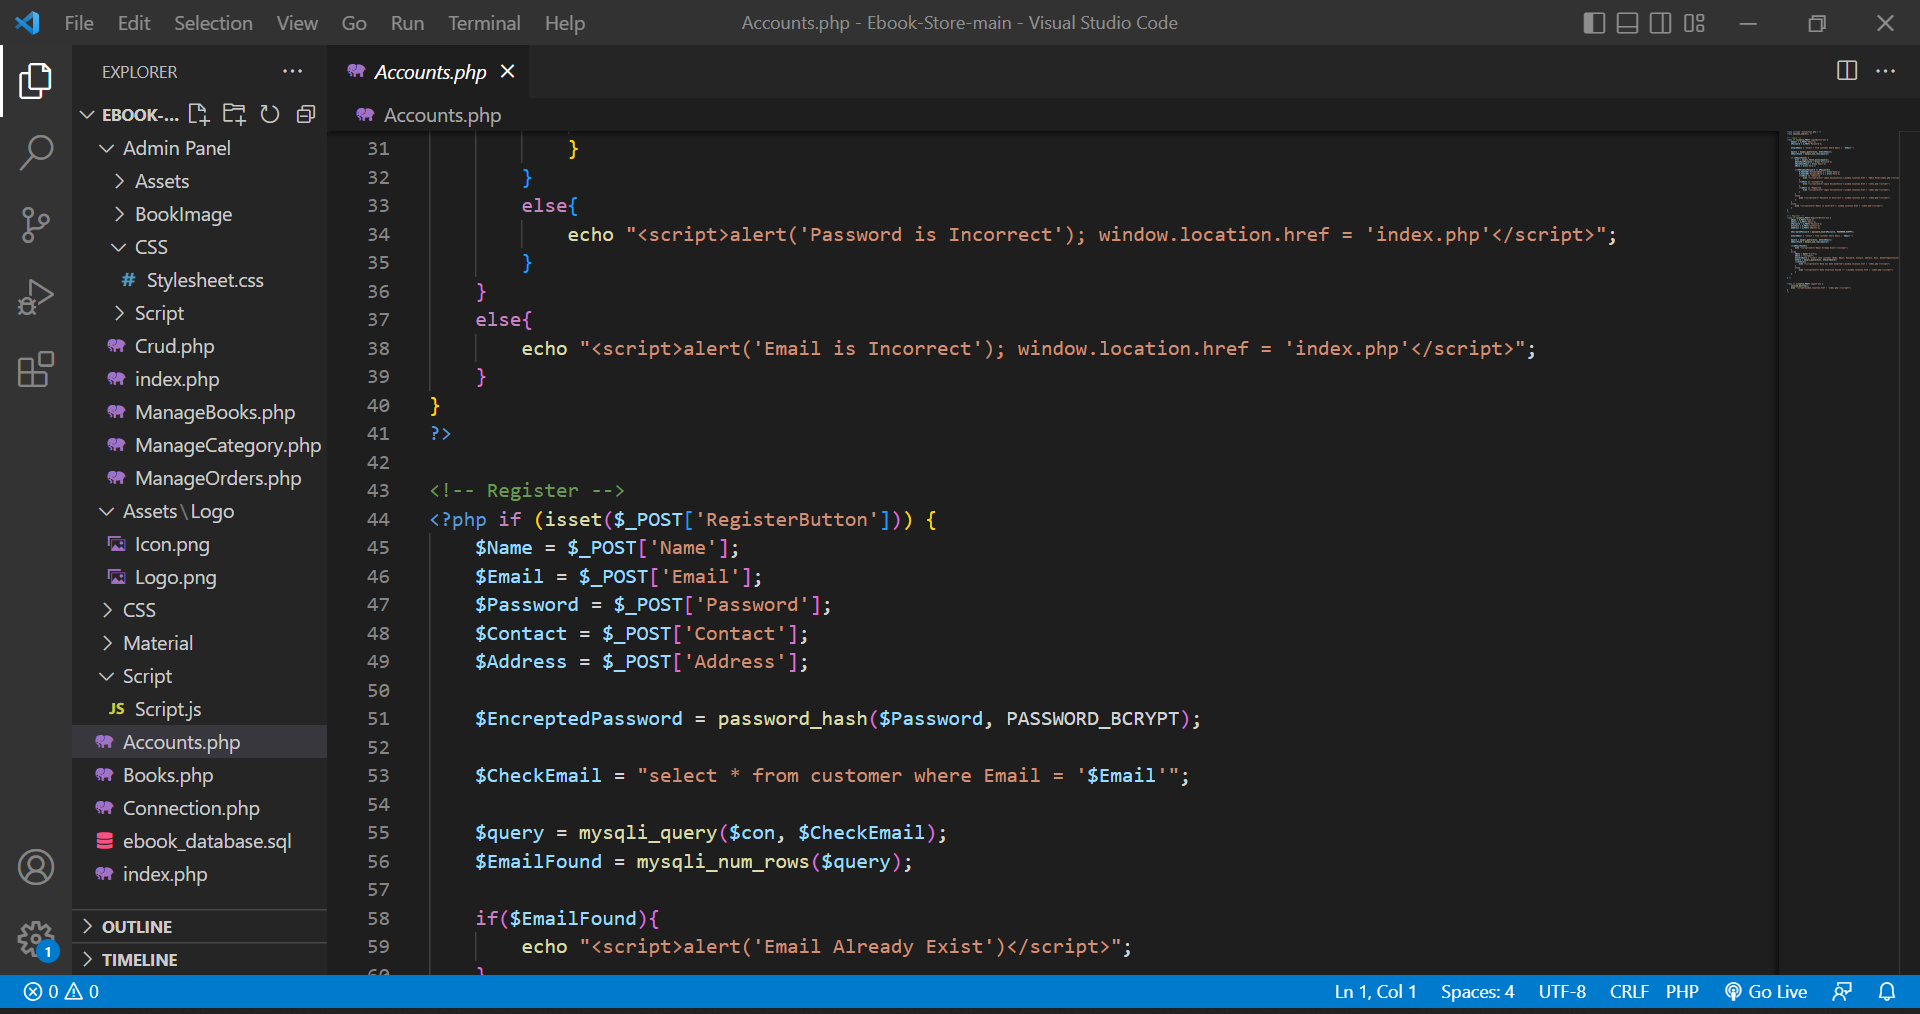 File Edit Selection View Go Run Terminal Help
Accounts.php - Ebook-Store-main - Visual Studio Code
EXPLORER
EBOOK-...
Admin Panel
Assets
BookImage
CSS
# Stylesheet.css
Script
Crud.php
index.php
ManageBooks.php
ManageCategory.php
ManageOrders.php
Assets\Logo
Icon.png
Logo.png
CSS
Material
Script
JS Script.js
Accounts.php
Books.php
Connection.php
ebook_database.sql
index.php
OUTLINE
TIMELINE
1
Accounts.php
Accounts.php
31 }
32 }
33 else{
34 echo "<script>alert('Password is Incorrect'); window.location.href = 'index.php'</script>";
35 }
36 }
37 else{
38 echo "<script>alert('Email is Incorrect'); window.location.href = 'index.php'</script>";
39 }
40 }
41 ?>
42
43 <!-- Register -->
44 <?php if (isset($_POST['RegisterButton'])) {
45 $Name = $_POST['Name'];
46 $Email = $_POST['Email'];
47 $Password = $_POST['Password'];
48 $Contact = $_POST['Contact'];
49 $Address = $_POST['Address'];
50
51 $EncreptedPassword = password_hash($Password, PASSWORD_BCRYPT);
52
53 $CheckEmail = "select * from customer where Email = '$Email'";
54
55 $query = mysqli_query($con, $CheckEmail);
56 $EmailFound = mysqli_num_rows($query);
57
58 if($EmailFound){
59 echo "<script>alert('Email Already Exist')</script>";
60 }
0 0
Ln 1, Col 1 Spaces: 4 UTF-8 CRLF PHP Go Live